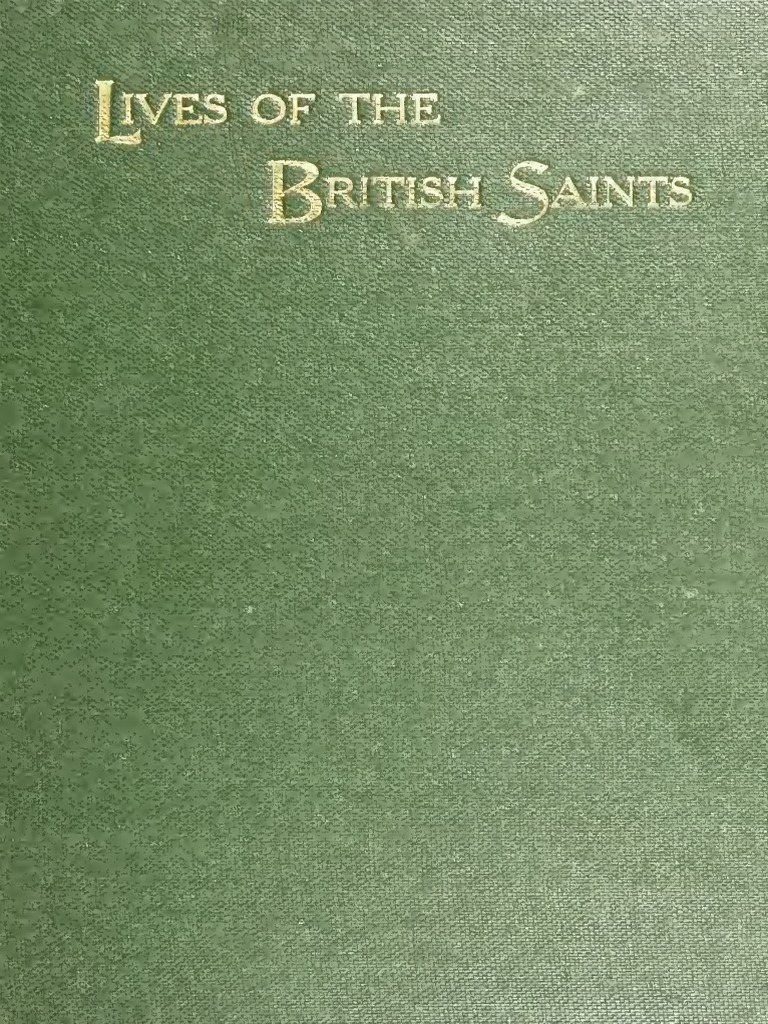 Lives of the
British Saints